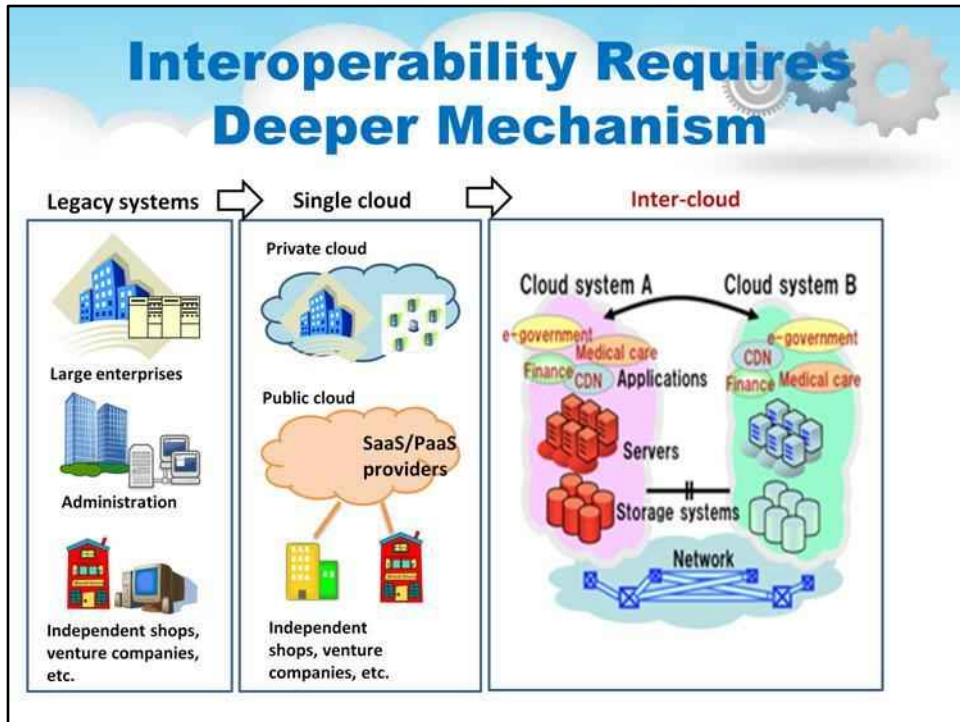 Interoperability Requires
Deeper Mechanism
Legacy systems
Single cloud
Inter-cloud
Large enterprises
Administration
Independent shops,
venture companies,
etc.
Private cloud
Public cloud
SaaS/PaaS
providers
Independent
shops, venture
companies, etc.
Cloud system A
Cloud system B
e-government
Medical care
Finance
CDN
Applications
e-government
CDN
Finance
Medical care
Servers
Storage systems
Network